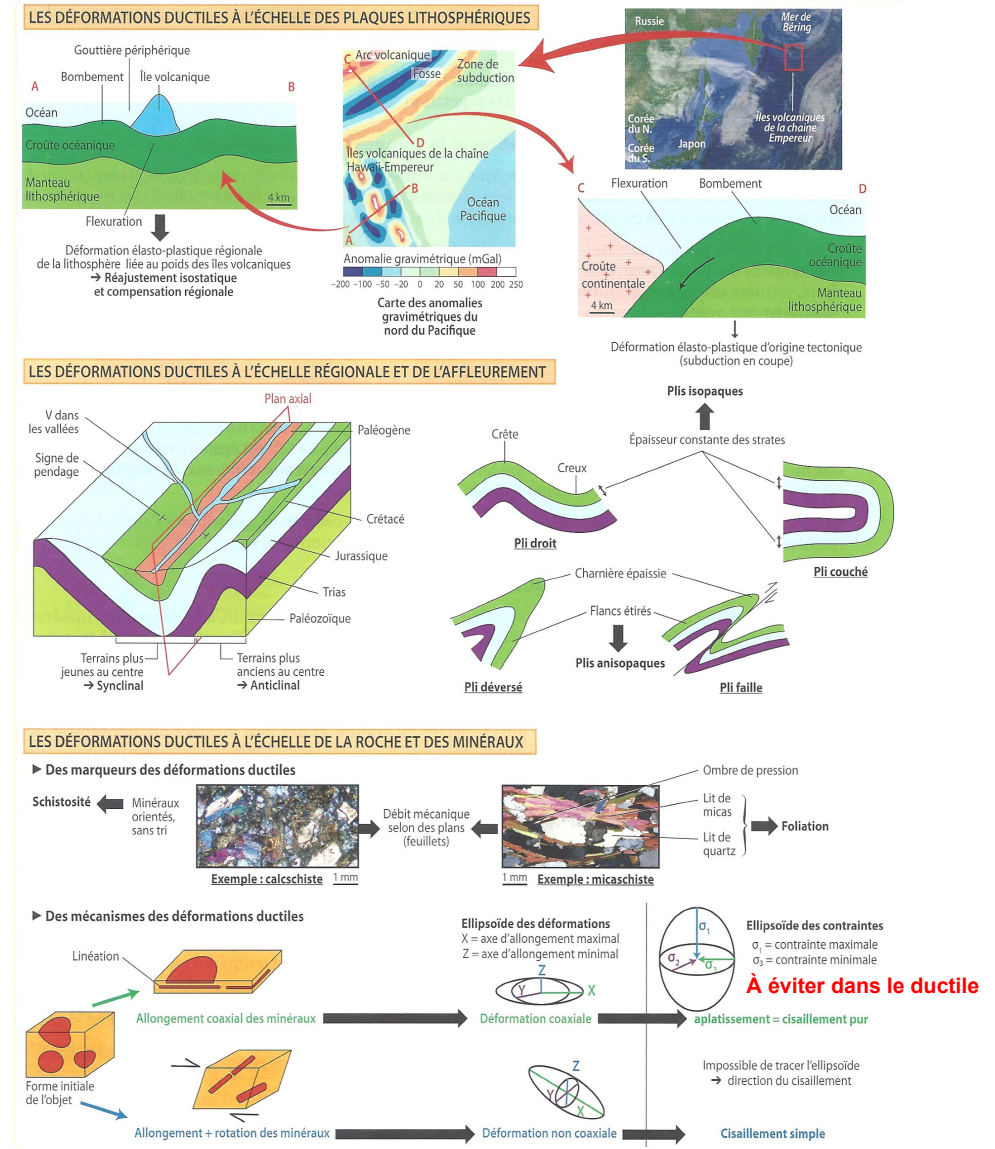 LES DÉFORMATIONS DUCTILES À L'ÉCHELLE DES PLAQUES LITHOSPHÉRIQUES
Gouttière périphérique
Bombement
Île volcanique
A
B
Océan
Croûte océanique
Manteau
lithosphérique
4 km
Flexuration
Déformation élasto-plastique régionale
de la lithosphère liée au poids des îles volcaniques
→ Réajustement isostatique
et compensation régionale
C
Arc volcanique
Fosse
Zone de
subduction
D
Îles volcaniques de la chaîne
Hawaii-Empereur
B
A
Océan
Pacifique
Anomalie gravimétrique (mGal)
–200 –100 –50 –20 0 20 50 100 200 250
Carte des anomalies
gravimétriques du
nord du Pacifique
Russie
Mer de
Béring
Îles volcaniques
de la chaîne
Empereur
Corée
du N.
Corée
du S.
Japon
C
Flexuration
Bombement
D
Océan
Croûte
océanique
Croûte
continentale
4 km
Manteau
lithosphérique
Déformation élasto-plastique d'origine tectonique
(subduction en coupe)
LES DÉFORMATIONS DUCTILES À L'ÉCHELLE RÉGIONALE ET DE L'AFFLEUREMENT
Plan axial
V dans
les vallées
Signe de
pendage
Paléogène
Crétacé
Jurassique
Trias
Paléozoïque
Terrains plus
jeunes au centre
→ Synclinal
Terrains plus
anciens au centre
→ Anticlinal
Plis isopaques
Épaisseur constante des strates
Crête
Creux
Pli droit
Pli couché
Charnière épaissie
Flancs étirés
Plis anisopaques
Pli déversé
Pli faille
LES DÉFORMATIONS DUCTILES À L'ÉCHELLE DE LA ROCHE ET DES MINÉRAUX
► Des marqueurs des déformations ductiles
Schistosité
Minéraux
orientés,
sans tri
Exemple : calcschiste
1 mm
Débit mécanique
selon des plans
(feuillets)
1 mm
Exemple : micaschiste
Ombre de pression
Lit de
micas
Lit de
quartz
Foliation
► Des mécanismes des déformations ductiles
Linéation
Forme initiale
de l'objet
Allongement coaxial des minéraux
Allongement + rotation des minéraux
Ellipsoïde des déformations
X = axe d'allongement maximal
Z = axe d'allongement minimal
Z
Y
X
Déformation coaxiale
Z
Y
X
Déformation non coaxiale
σ1
σ2
σ3
Ellipsoïde des contraintes
σ1 = contrainte maximale
σ3 = contrainte minimale
À éviter dans le ductile
aplatissement = cisaillement pur
Impossible de tracer l'ellipsoïde
→ direction du cisaillement
Cisaillement simple